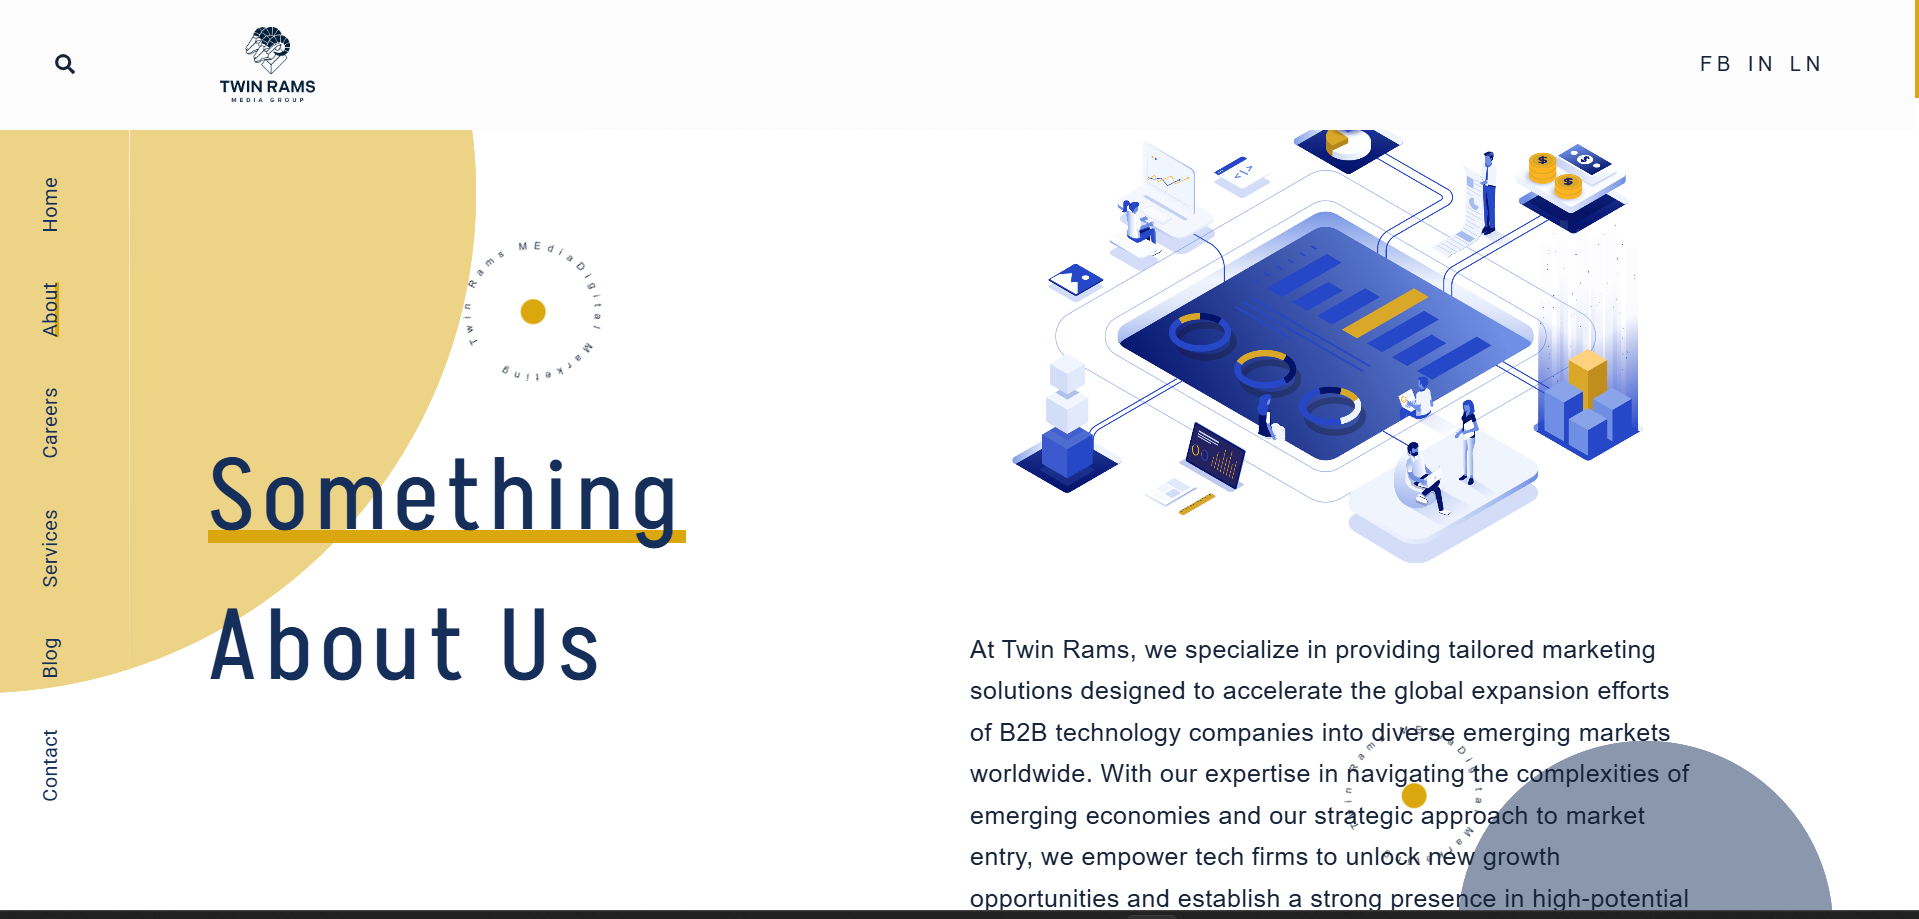 TWIN RAMS
MEDIA GROUP
FB IN LN
Home
About
Careers
Services
Blog
Contact
Twin Rams MEdiaDigital Marketing
Something
About Us
At Twin Rams, we specialize in providing tailored marketing
solutions designed to accelerate the global expansion efforts
of B2B technology companies into diverse emerging markets
worldwide. With our expertise in navigating the complexities of
emerging economies and our strategic approach to market
entry, we empower tech firms to unlock new growth
opportunities and establish a strong presence in high-potential